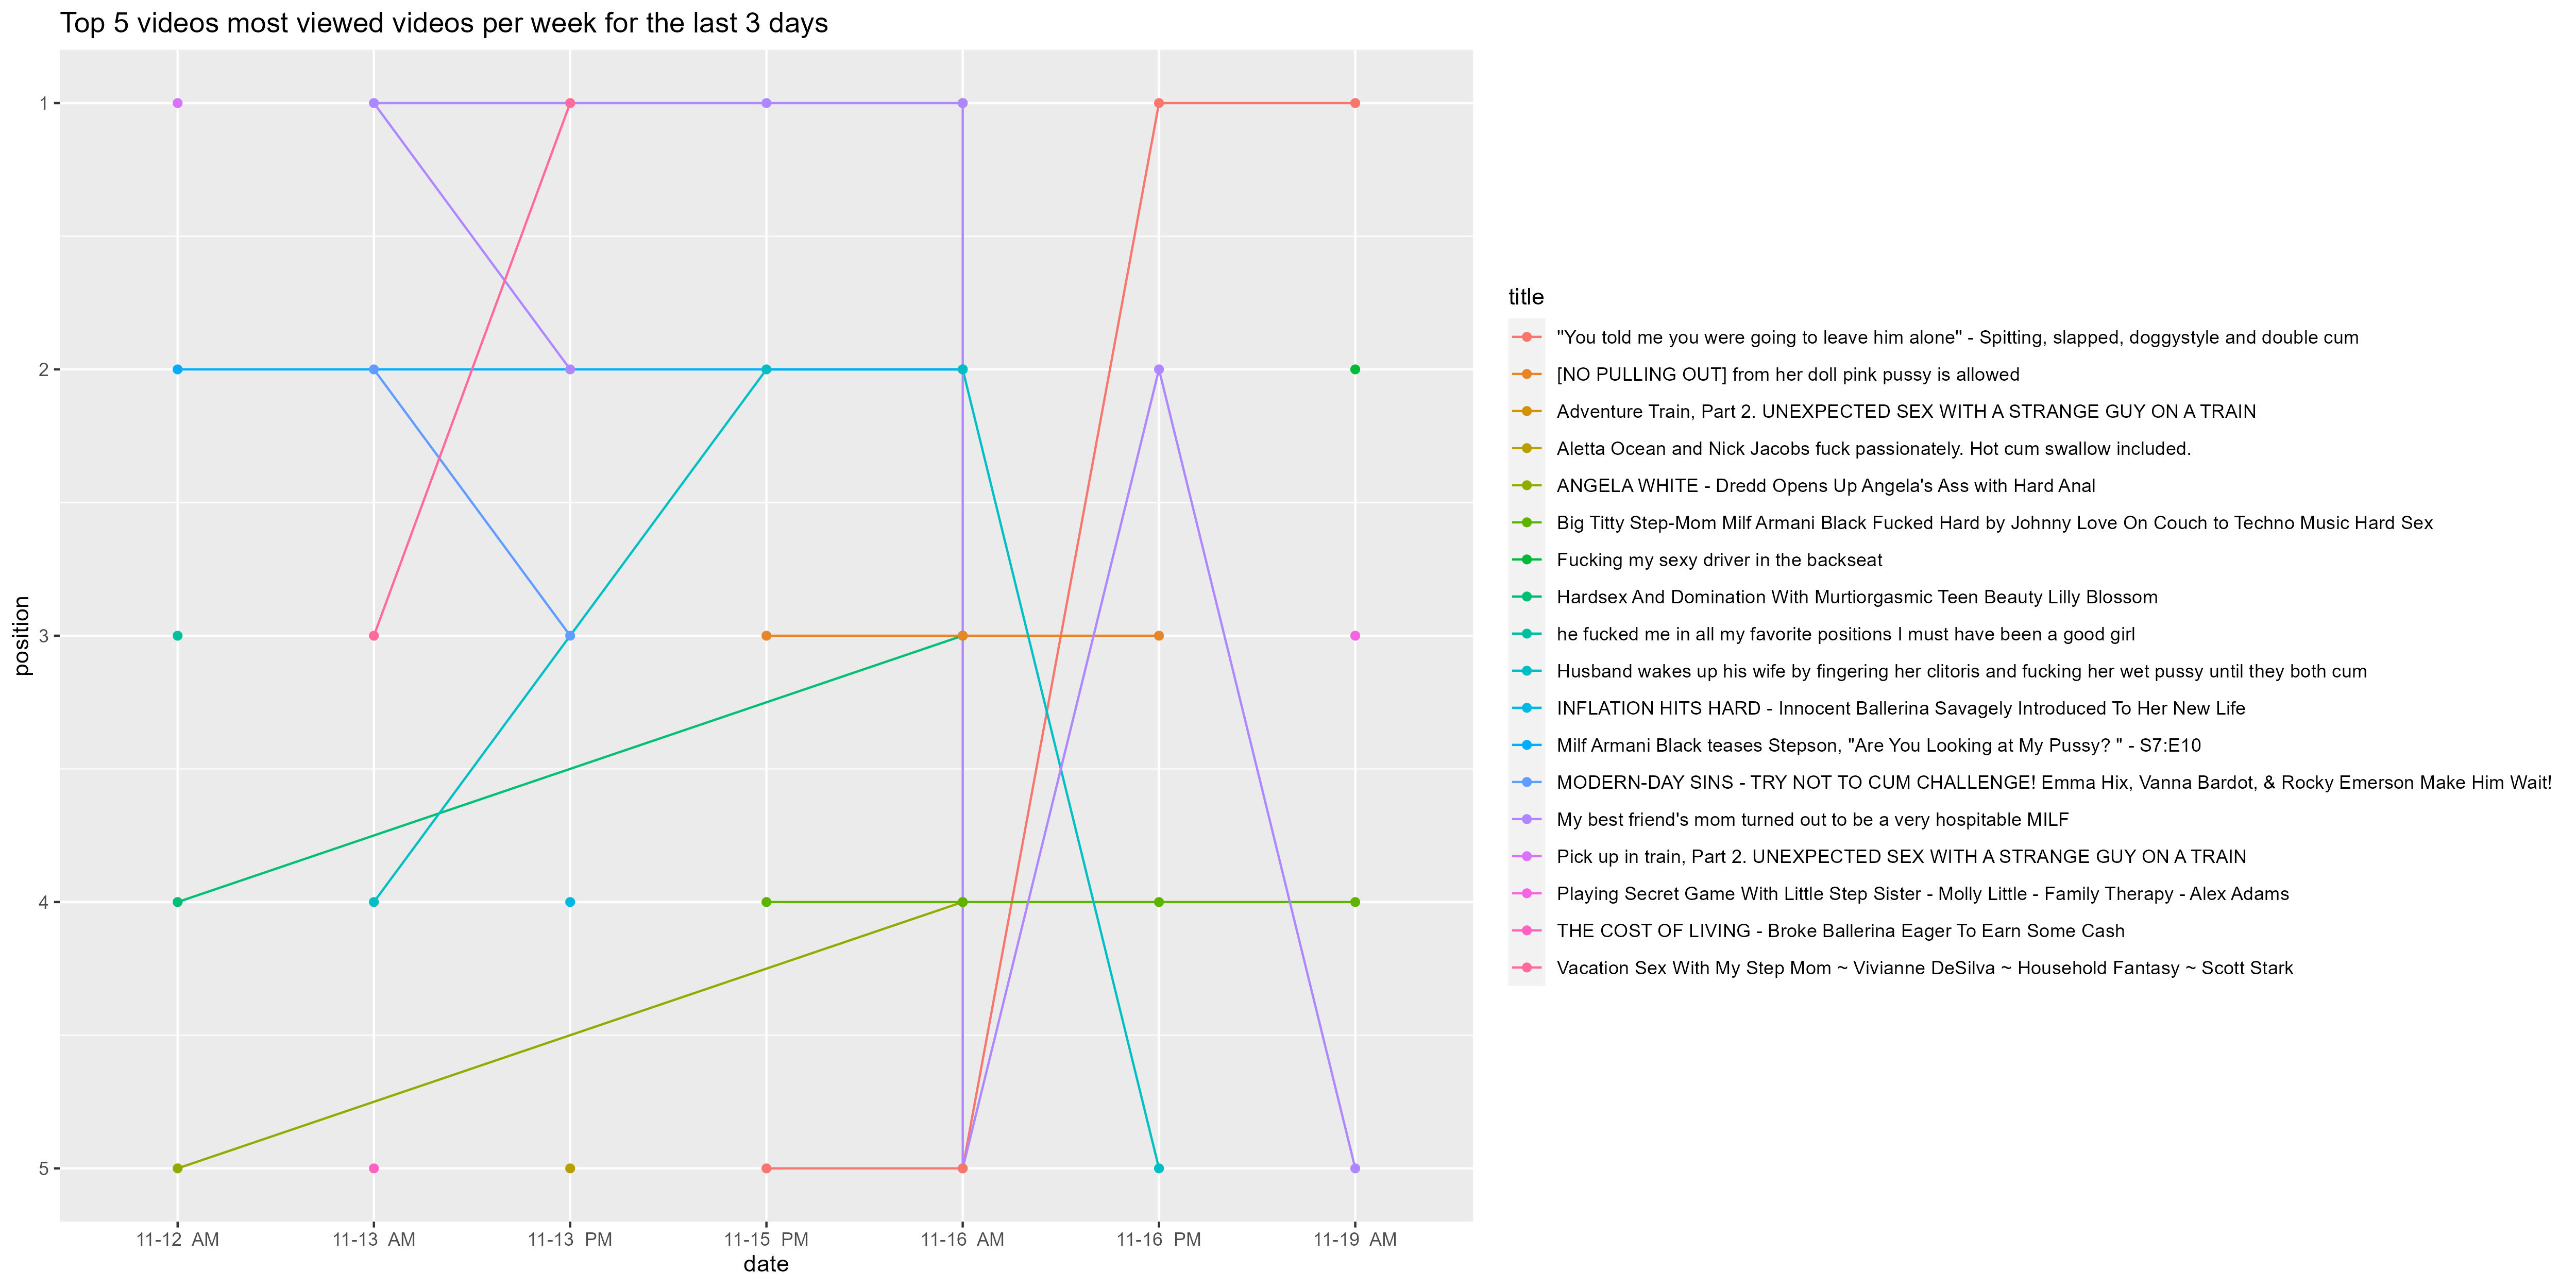 Top 5 videos most viewed videos per week for the last 3 days
position
1
2
3
4
5
11-12 AM
11-13 AM
11-13 PM
11-15 PM
11-16 AM
11-16 PM
11-19 AM
date
title
"You told me you were going to leave him alone" - Spitting, slapped, doggystyle and double cum
[NO PULLING OUT] from her doll pink pussy is allowed
Adventure Train, Part 2. UNEXPECTED SEX WITH A STRANGE GUY ON A TRAIN
Aletta Ocean and Nick Jacobs fuck passionately. Hot cum swallow included.
ANGELA WHITE - Dredd Opens Up Angela's Ass with Hard Anal
Big Titty Step-Mom Milf Armani Black Fucked Hard by Johnny Love On Couch to Techno Music Hard Sex
Fucking my sexy driver in the backseat
Hardsex And Domination With Murtiorgasmic Teen Beauty Lilly Blossom
he fucked me in all my favorite positions I must have been a good girl
Husband wakes up his wife by fingering her clitoris and fucking her wet pussy until they both cum
INFLATION HITS HARD - Innocent Ballerina Savagely Introduced To Her New Life
Milf Armani Black teases Stepson, "Are You Looking at My Pussy? " - S7:E10
MODERN-DAY SINS - TRY NOT TO CUM CHALLENGE! Emma Hix, Vanna Bardot, & Rocky Emerson Make Him Wait!
My best friend's mom turned out to be a very hospitable MILF
Pick up in train, Part 2. UNEXPECTED SEX WITH A STRANGE GUY ON A TRAIN
Playing Secret Game With Little Step Sister - Molly Little - Family Therapy - Alex Adams
THE COST OF LIVING - Broke Ballerina Eager To Earn Some Cash
Vacation Sex With My Step Mom ~ Vivianne DeSilva ~ Household Fantasy ~ Scott Stark